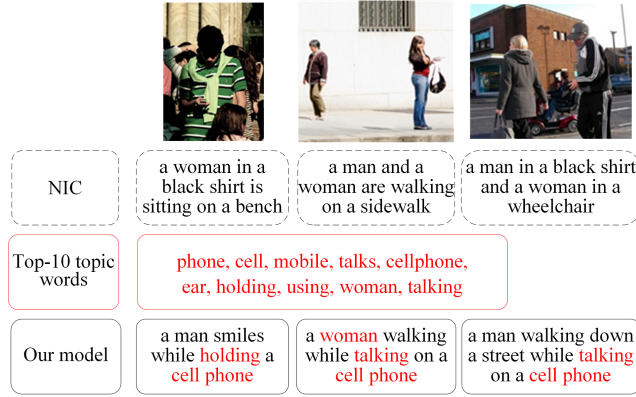 NIC
a woman in a
black shirt is
sitting on a bench
a man and a
woman are walking
on a sidewalk
a man in a black shirt
and a woman in a
wheelchair
Top-10 topic
words
phone, cell, mobile, talks, cellphone,
ear, holding, using, woman, talking
Our model
a man smiles
while holding a
cell phone
a woman walking
while talking on a
cell phone
a man walking down
a street while talking
on a cell phone